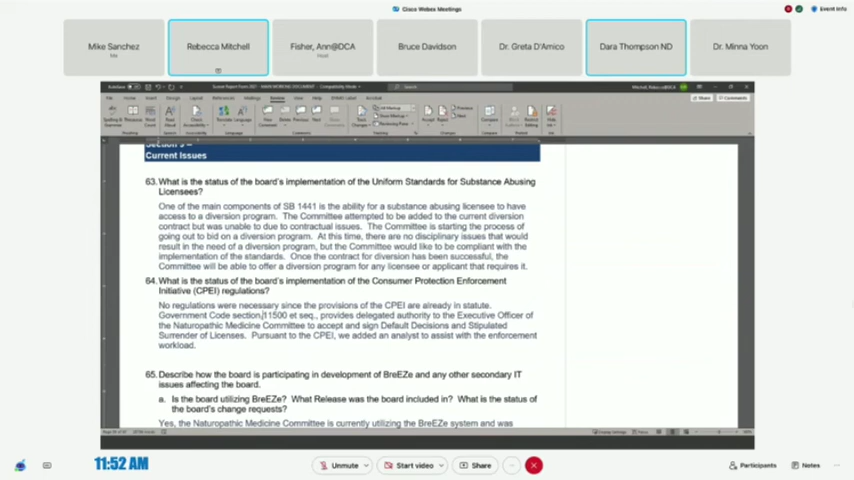 Cisco Webex Meetings
Event Info
Mike Sanchez
Me
Rebecca Mitchell
Fisher, Ann@DCA
Host
Bruce Davidson
Dr. Greta D'Amico
Dara Thompson ND
Dr. Minna Yoon
Search
Share
Comments
Current Issues
63. What is the status of the board's implementation of the Uniform Standards for Substance Abusing
Licensees?
One of the main components of SB 1441 is the ability for a substance abusing licensee to have
access to a diversion program. The Committee attempted to be added to the current diversion
contract but was unable to due to contractual issues. The Committee is starting the process of
going out to bid on a diversion program. At this time, there are no disciplinary issues that would
result in the need of a diversion program, but the Committee would like to be compliant with the
implementation of the standards. Once the contract for diversion has been successful, the
Committee will be able to offer a diversion program for any licensee or applicant that requires it.
64. What is the status of the board's implementation of the Consumer Protection Enforcement
Initiative (CPEI) regulations?
No regulations were necessary since the provisions of the CPEI are already in statute.
Government Code section 11500 et seq., provides delegated authority to the Executive Officer of
the Naturopathic Medicine Committee to accept and sign Default Decisions and Stipulated
Surrender of Licenses. Pursuant to the CPEI, we added an analyst to assist with the enforcement
workload.
65. Describe how the board is participating in development of BreEZe and any other secondary IT
issues affecting the board.
a. Is the board utilizing BreEZe? What Release was the board included in? What is the status of
the board's change requests?
Yes, the Naturopathic Medicine Committee is currently utilizing the BreEZe system and was
11:52 AM
Unmute
Start video
Share
Participants
Notes